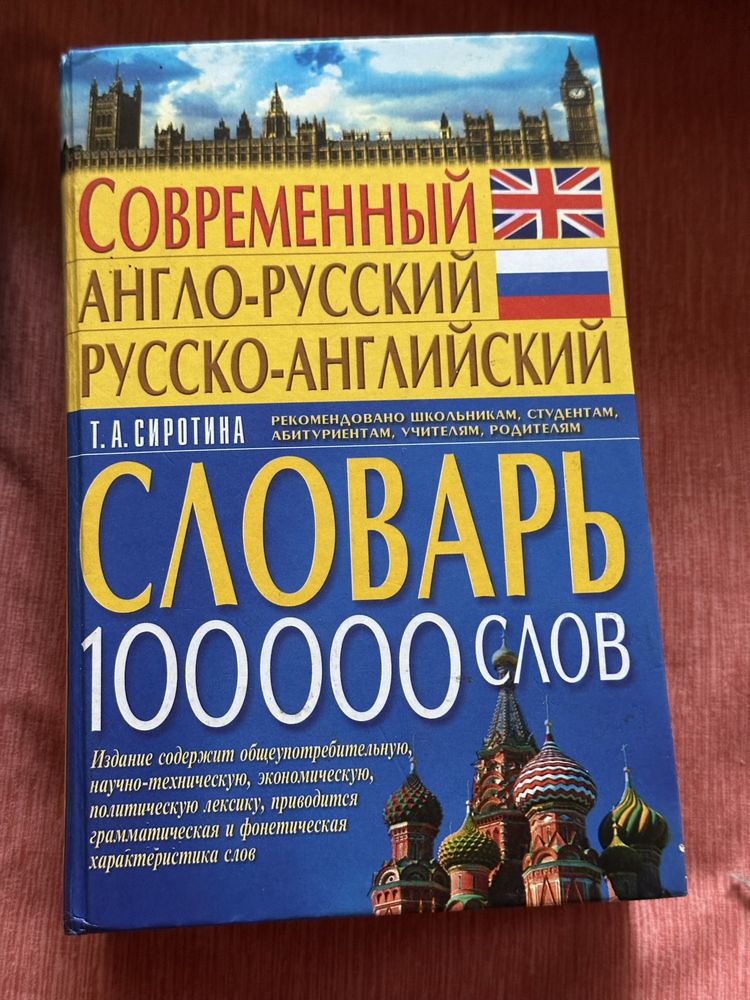 СОВРЕМЕННЫЙ
АНГЛО-РУССКИЙ
РУССКО-АНГЛИЙСКИЙ
Т. А. СИРОТИНА
РЕКОМЕНДОВАНО ШКОЛЬНИКАМ, СТУДЕНТАМ,
АБИТУРИЕНТАМ, УЧИТЕЛЯМ, РОДИТЕЛЯМ
СЛОВАРЬ
100000 СЛОВ
Издание содержит общеупотребительную,
научно-техническую, экономическую,
политическую лексику, приводится
грамматическая и фонетическая
характеристика слов